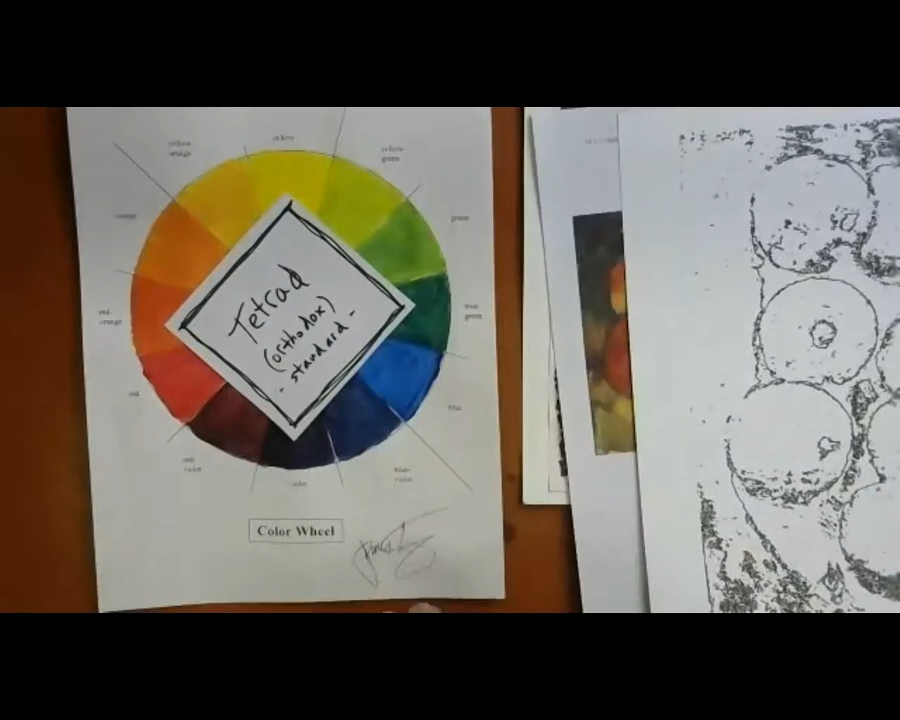 yellow
yellow
orange
yellow
green
orange
green
red
orange
blue
green
red
blue
red
violet
violet
blue
violet
Tetrad
(orthodox)
- standard -
Color Wheel